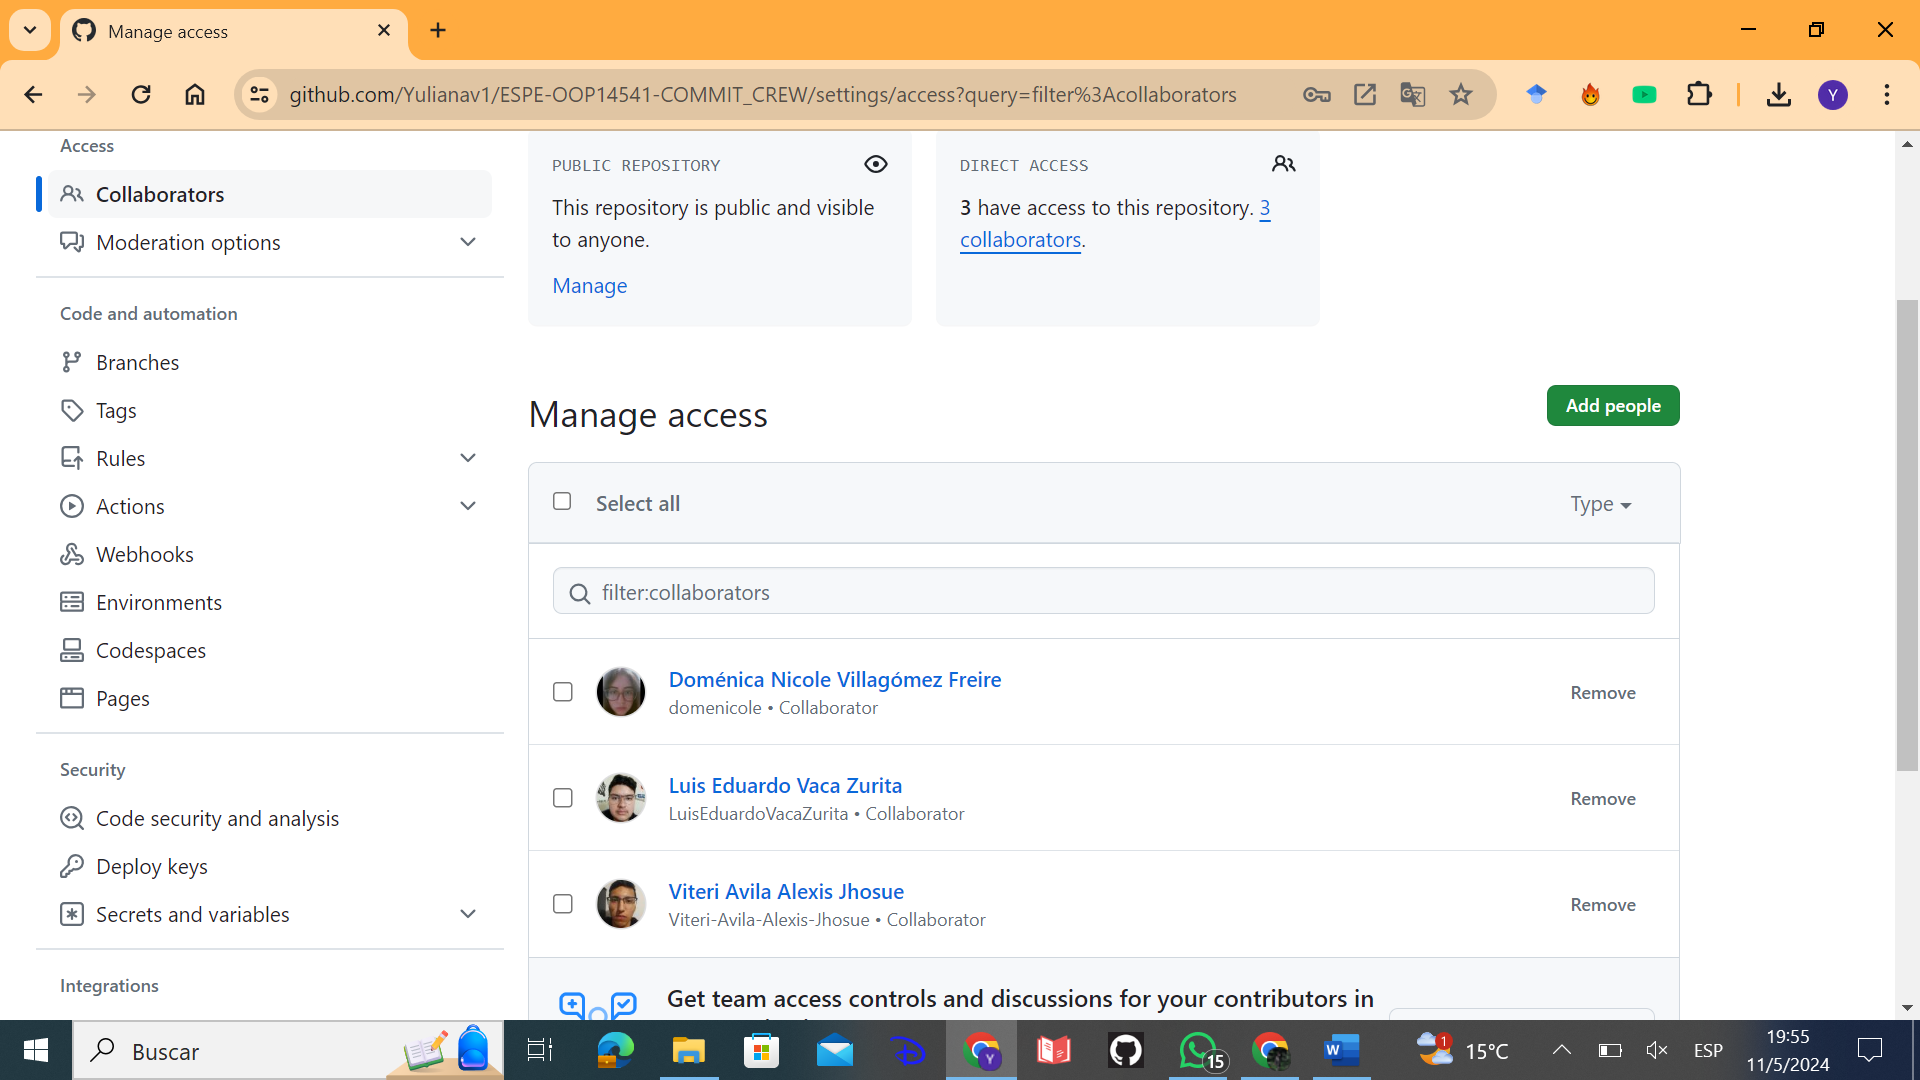 Manage access
github.com/Yulianav1/ESPE-OOP14541-COMMIT_CREW/settings/access?query=filter%3Acollaborators
Y
Access
Collaborators
Moderation options
Code and automation
Branches
Tags
Rules
Actions
Webhooks
Environments
Codespaces
Pages
Security
Code security and analysis
Deploy keys
Secrets and variables
Integrations
PUBLIC REPOSITORY
This repository is public and visible
to anyone.
Manage
DIRECT ACCESS
3 have access to this repository. 3
collaborators.
Manage access
Add people
Select all
Type
filter:collaborators
Doménica Nicole Villagómez Freire
domenicole • Collaborator
Remove
Luis Eduardo Vaca Zurita
LuisEduardoVacaZurita • Collaborator
Remove
Viteri Avila Alexis Jhosue
Viteri-Avila-Alexis-Jhosue • Collaborator
Remove
Get team access controls and discussions for your contributors in
Buscar
Y
15
W
1
15°C
ESP
19:55
11/5/2024